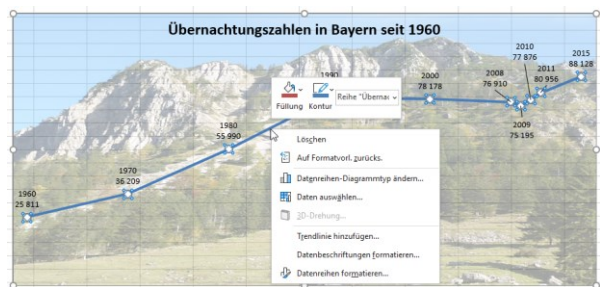 Übernachtungszahlen in Bayern seit 1960
2010
77 876
2015
88 128
1990
2000
78 178
2008
76 910
2011
80 956
2009
75 195
Füllung
Kontur
Reihe "Übernac
1980
55 990
1970
36 209
1960
25 811
Löschen
Auf Formatvorl. zurücks.
Datenreihen-Diagrammtyp ändern...
Daten auswählen...
3D-Drehung...
Trendlinie hinzufügen...
Datenbeschriftungen formatieren...
Datenreihen formatieren...